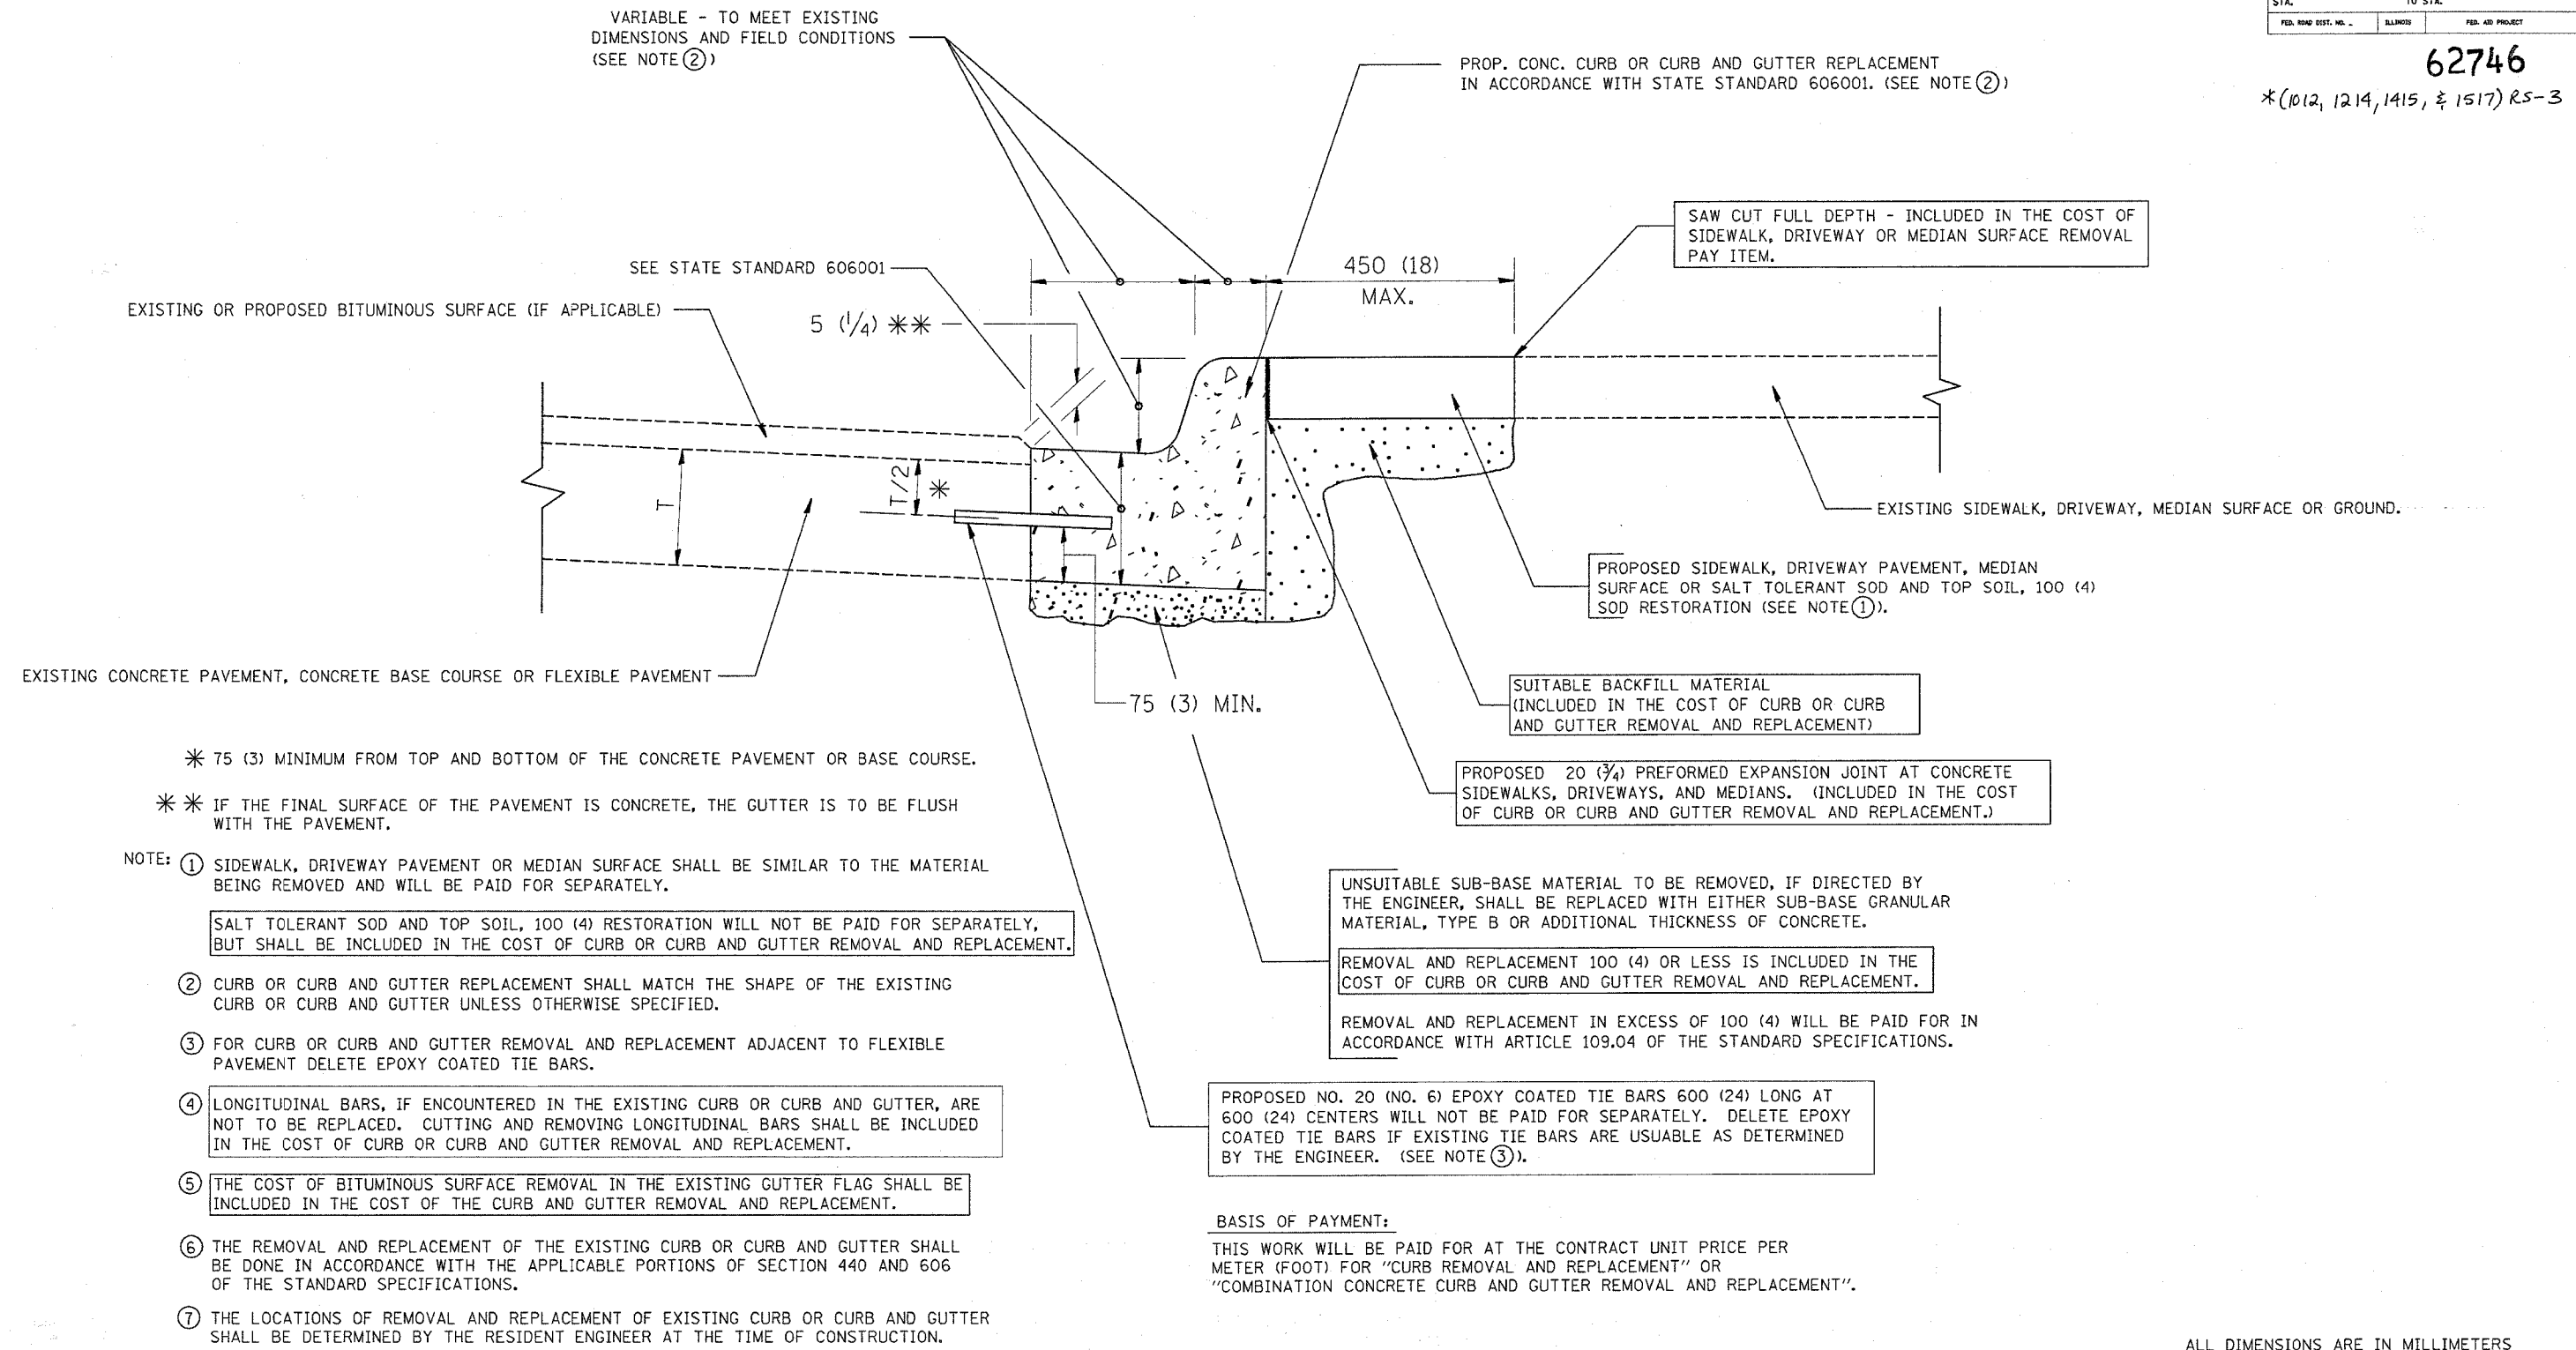 STA. TO STA.
FED. ROAD DIST. NO. ILLINOIS FED. AID PROJECT
62746
*(1012, 1214, 1415, & 1517) RS-3
VARIABLE - TO MEET EXISTING
DIMENSIONS AND FIELD CONDITIONS
(SEE NOTE ②)
PROP. CONC. CURB OR CURB AND GUTTER REPLACEMENT
IN ACCORDANCE WITH STATE STANDARD 606001. (SEE NOTE ②)
SAW CUT FULL DEPTH - INCLUDED IN THE COST OF
SIDEWALK, DRIVEWAY OR MEDIAN SURFACE REMOVAL
PAY ITEM.
SEE STATE STANDARD 606001
450 (18)
MAX.
EXISTING OR PROPOSED BITUMINOUS SURFACE (IF APPLICABLE)
5 (1/4) **
T
T/2
*
EXISTING SIDEWALK, DRIVEWAY, MEDIAN SURFACE OR GROUND.
PROPOSED SIDEWALK, DRIVEWAY PAVEMENT, MEDIAN
SURFACE OR SALT TOLERANT SOD AND TOP SOIL, 100 (4)
SOD RESTORATION (SEE NOTE ①).
EXISTING CONCRETE PAVEMENT, CONCRETE BASE COURSE OR FLEXIBLE PAVEMENT
75 (3) MIN.
SUITABLE BACKFILL MATERIAL
(INCLUDED IN THE COST OF CURB OR CURB
AND GUTTER REMOVAL AND REPLACEMENT)
PROPOSED 20 (3/4) PREFORMED EXPANSION JOINT AT CONCRETE
SIDEWALKS, DRIVEWAYS, AND MEDIANS. (INCLUDED IN THE COST
OF CURB OR CURB AND GUTTER REMOVAL AND REPLACEMENT.)
* 75 (3) MINIMUM FROM TOP AND BOTTOM OF THE CONCRETE PAVEMENT OR BASE COURSE.
** IF THE FINAL SURFACE OF THE PAVEMENT IS CONCRETE, THE GUTTER IS TO BE FLUSH
WITH THE PAVEMENT.
NOTE: ① SIDEWALK, DRIVEWAY PAVEMENT OR MEDIAN SURFACE SHALL BE SIMILAR TO THE MATERIAL
BEING REMOVED AND WILL BE PAID FOR SEPARATELY.
SALT TOLERANT SOD AND TOP SOIL, 100 (4) RESTORATION WILL NOT BE PAID FOR SEPARATELY,
BUT SHALL BE INCLUDED IN THE COST OF CURB OR CURB AND GUTTER REMOVAL AND REPLACEMENT.
② CURB OR CURB AND GUTTER REPLACEMENT SHALL MATCH THE SHAPE OF THE EXISTING
CURB OR CURB AND GUTTER UNLESS OTHERWISE SPECIFIED.
③ FOR CURB OR CURB AND GUTTER REMOVAL AND REPLACEMENT ADJACENT TO FLEXIBLE
PAVEMENT DELETE EPOXY COATED TIE BARS.
④ LONGITUDINAL BARS, IF ENCOUNTERED IN THE EXISTING CURB OR CURB AND GUTTER, ARE
NOT TO BE REPLACED. CUTTING AND REMOVING LONGITUDINAL BARS SHALL BE INCLUDED
IN THE COST OF CURB OR CURB AND GUTTER REMOVAL AND REPLACEMENT.
⑤ THE COST OF BITUMINOUS SURFACE REMOVAL IN THE EXISTING GUTTER FLAG SHALL BE
INCLUDED IN THE COST OF THE CURB AND GUTTER REMOVAL AND REPLACEMENT.
⑥ THE REMOVAL AND REPLACEMENT OF THE EXISTING CURB OR CURB AND GUTTER SHALL
BE DONE IN ACCORDANCE WITH THE APPLICABLE PORTIONS OF SECTION 440 AND 606
OF THE STANDARD SPECIFICATIONS.
⑦ THE LOCATIONS OF REMOVAL AND REPLACEMENT OF EXISTING CURB OR CURB AND GUTTER
SHALL BE DETERMINED BY THE RESIDENT ENGINEER AT THE TIME OF CONSTRUCTION.
UNSUITABLE SUB-BASE MATERIAL TO BE REMOVED, IF DIRECTED BY
THE ENGINEER, SHALL BE REPLACED WITH EITHER SUB-BASE GRANULAR
MATERIAL, TYPE B OR ADDITIONAL THICKNESS OF CONCRETE.
REMOVAL AND REPLACEMENT 100 (4) OR LESS IS INCLUDED IN THE
COST OF CURB OR CURB AND GUTTER REMOVAL AND REPLACEMENT.
REMOVAL AND REPLACEMENT IN EXCESS OF 100 (4) WILL BE PAID FOR IN
ACCORDANCE WITH ARTICLE 109.04 OF THE STANDARD SPECIFICATIONS.
PROPOSED NO. 20 (NO. 6) EPOXY COATED TIE BARS 600 (24) LONG AT
600 (24) CENTERS WILL NOT BE PAID FOR SEPARATELY. DELETE EPOXY
COATED TIE BARS IF EXISTING TIE BARS ARE USUABLE AS DETERMINED
BY THE ENGINEER. (SEE NOTE ③).
BASIS OF PAYMENT:
THIS WORK WILL BE PAID FOR AT THE CONTRACT UNIT PRICE PER
METER (FOOT) FOR "CURB REMOVAL AND REPLACEMENT" OR
"COMBINATION CONCRETE CURB AND GUTTER REMOVAL AND REPLACEMENT".
ALL DIMENSIONS ARE IN MILLIMETERS